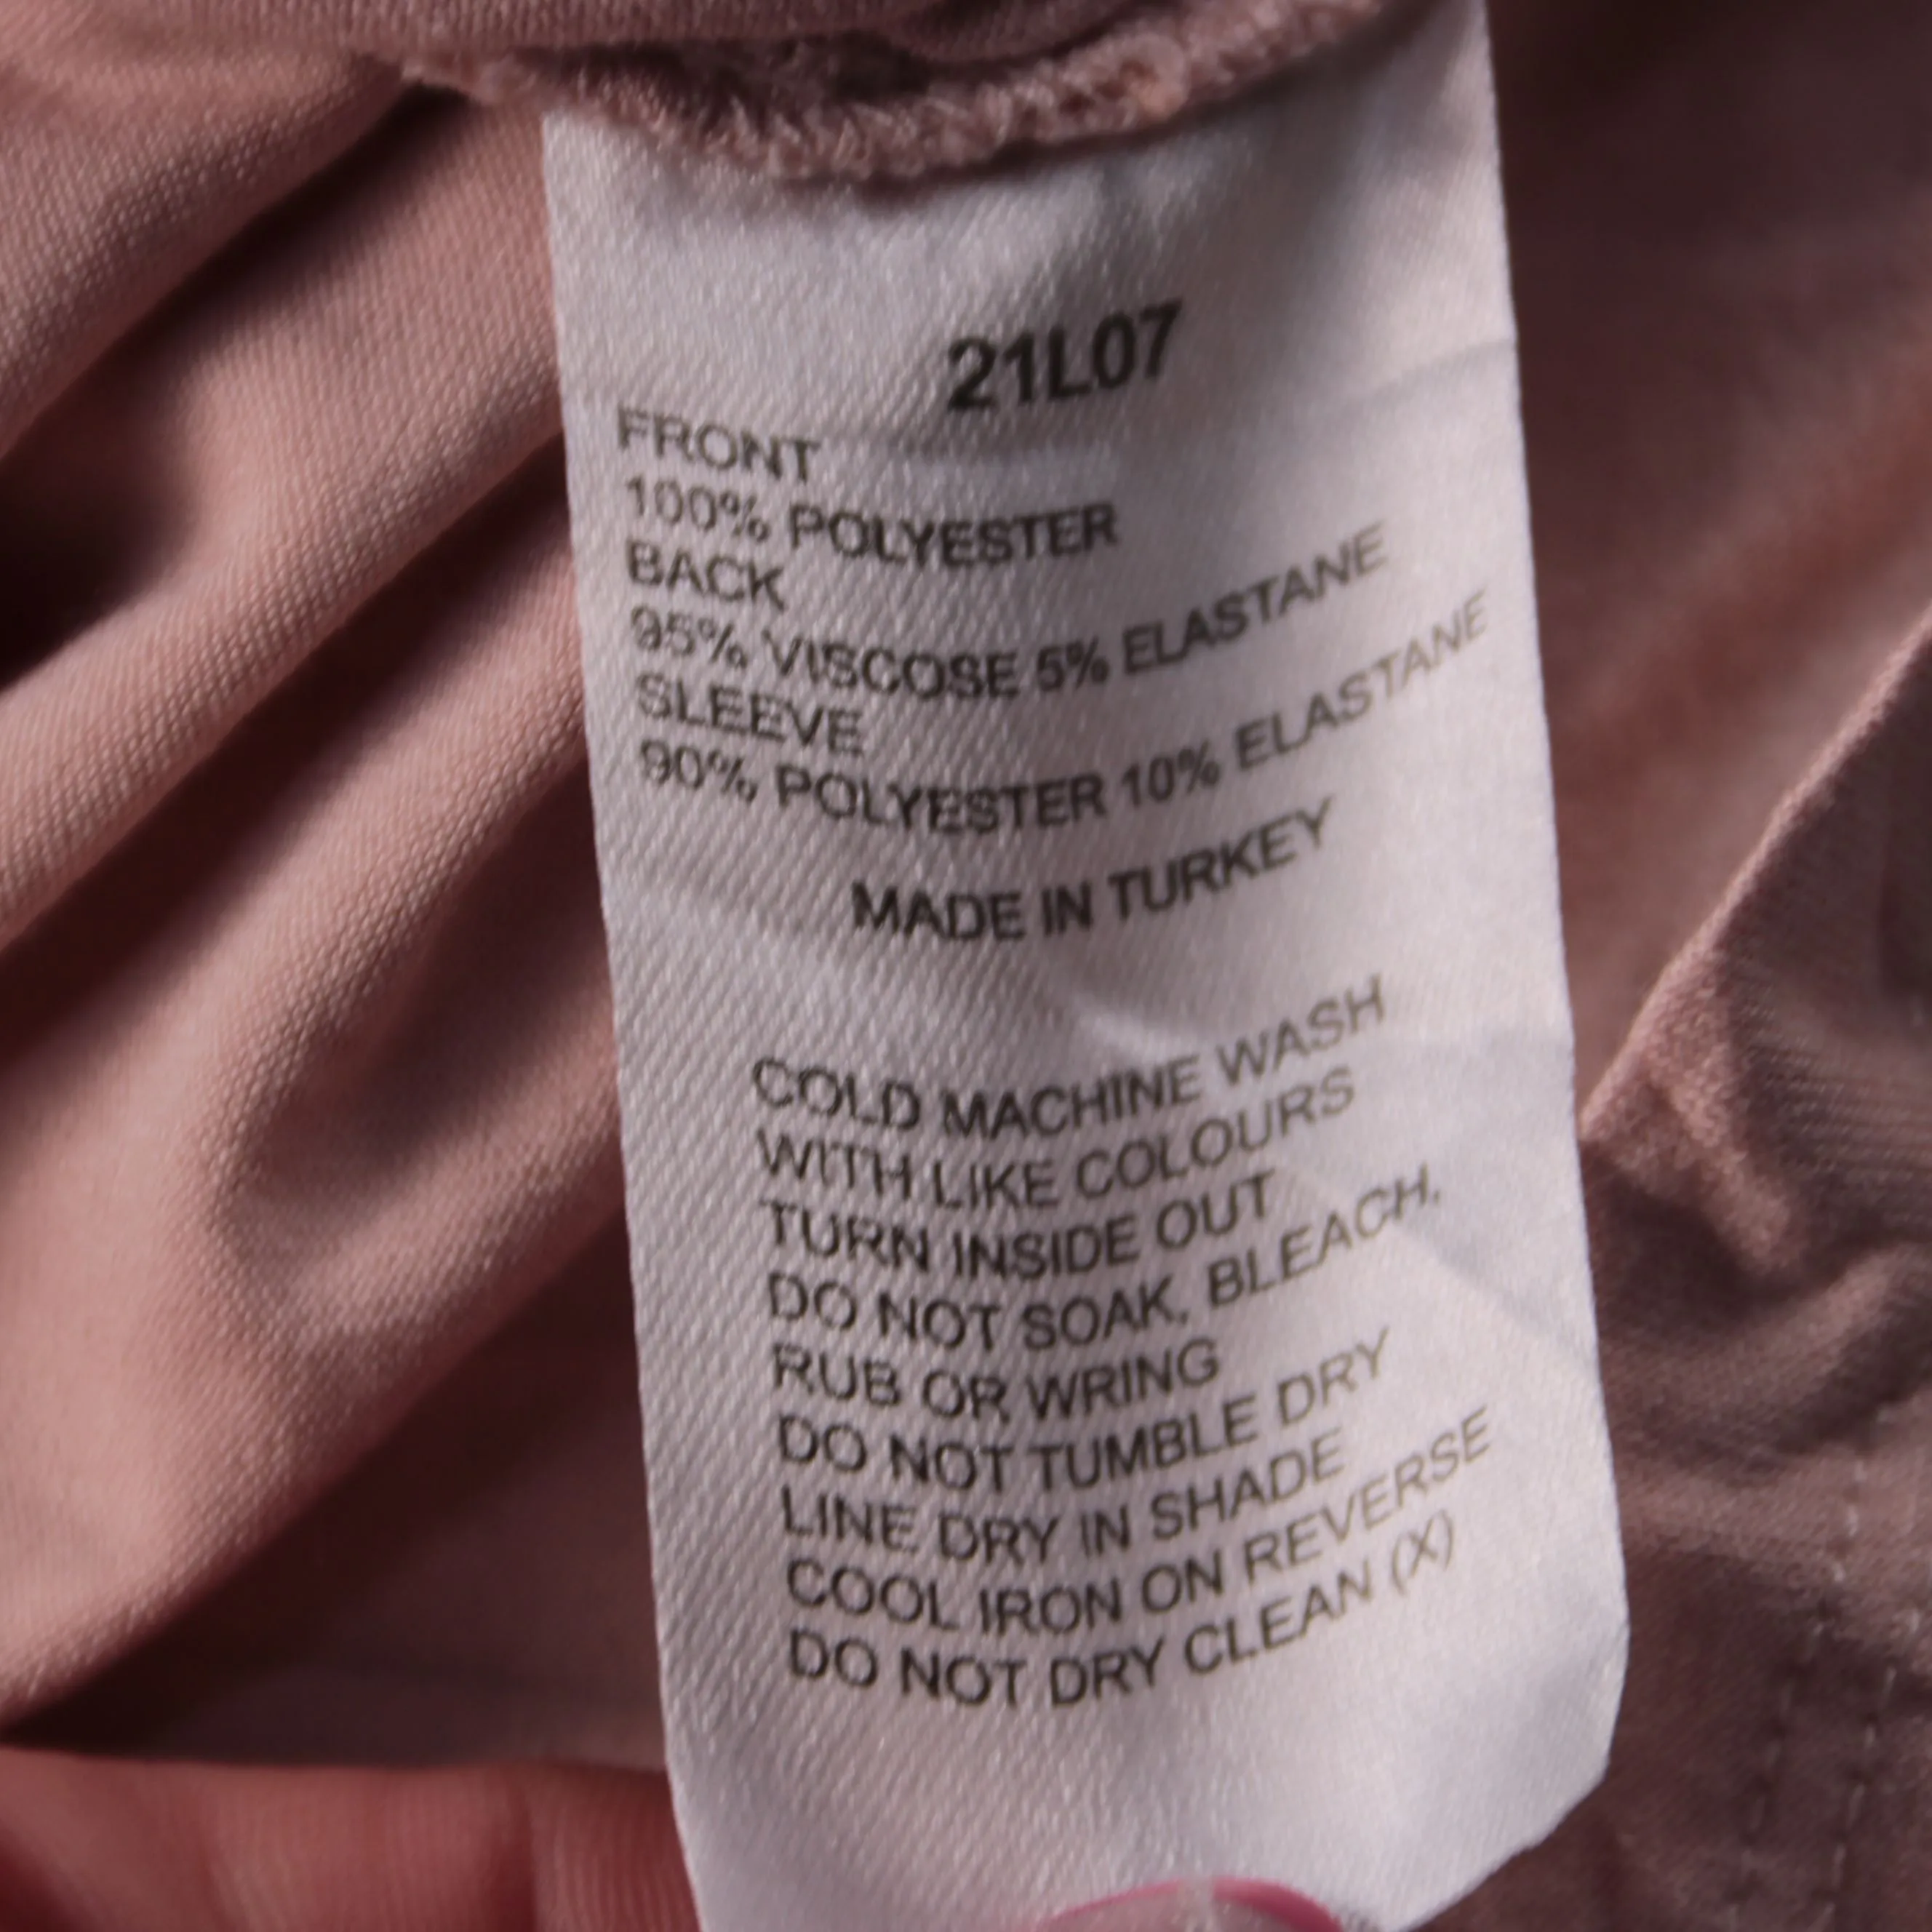 21L07
FRONT
100% POLYESTER
BACK
95% VISCOSE 5% ELASTANE
SLEEVE
90% POLYESTER 10% ELASTANE
MADE IN TURKEY
COLD MACHINE WASH
WITH LIKE COLOURS
TURN INSIDE OUT
DO NOT SOAK, BLEACH,
RUB OR WRING
DO NOT TUMBLE DRY
LINE DRY IN SHADE
COOL IRON ON REVERSE
DO NOT DRY CLEAN (X)